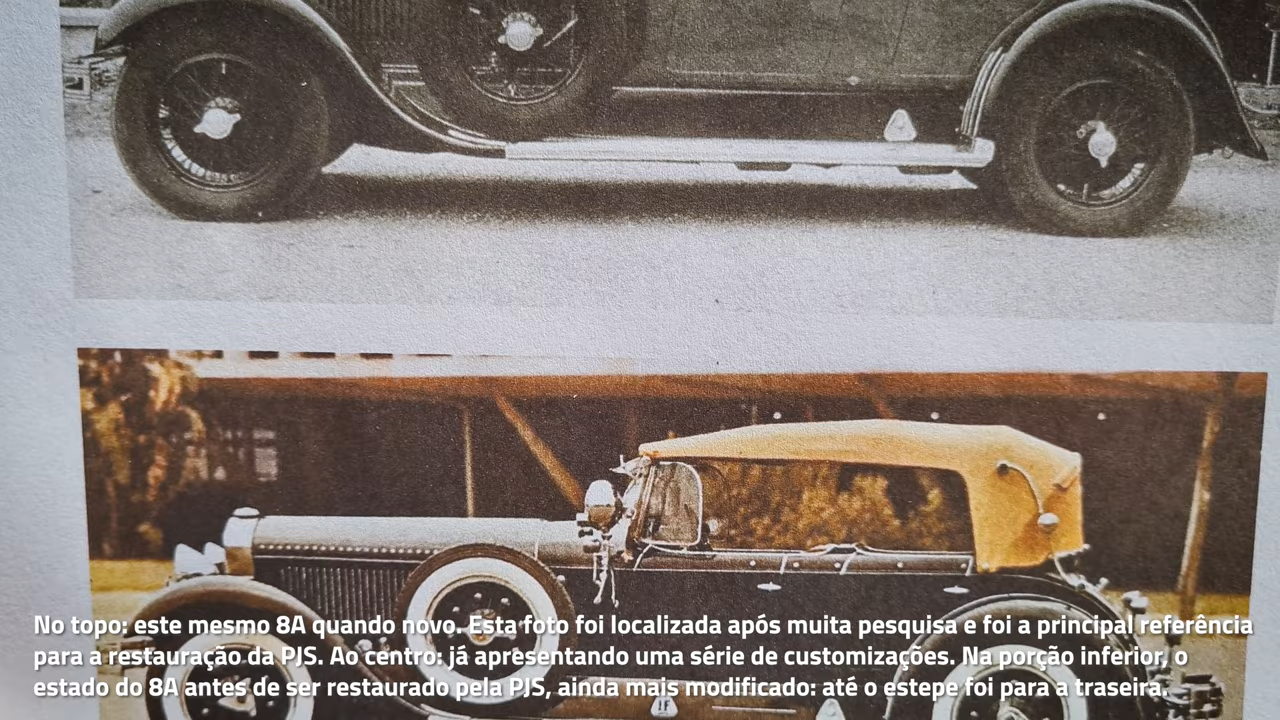 No topo: este mesmo 8A quando novo. Esta foto foi localizada após muita pesquisa e foi a principal referência
para a restauração da PJS. Ao centro: já apresentando uma série de customizações. Na porção inferior, o
estado do 8A antes de ser restaurado pela PJS, ainda mais modificado: até o estepe foi para a traseira.
IF